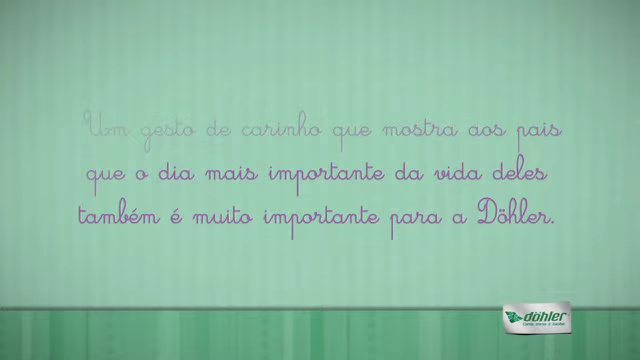 Um gesto de carinho que mostra aos pais
que o dia mais importante da vida deles
também é muito importante para a Döhler.
döhler